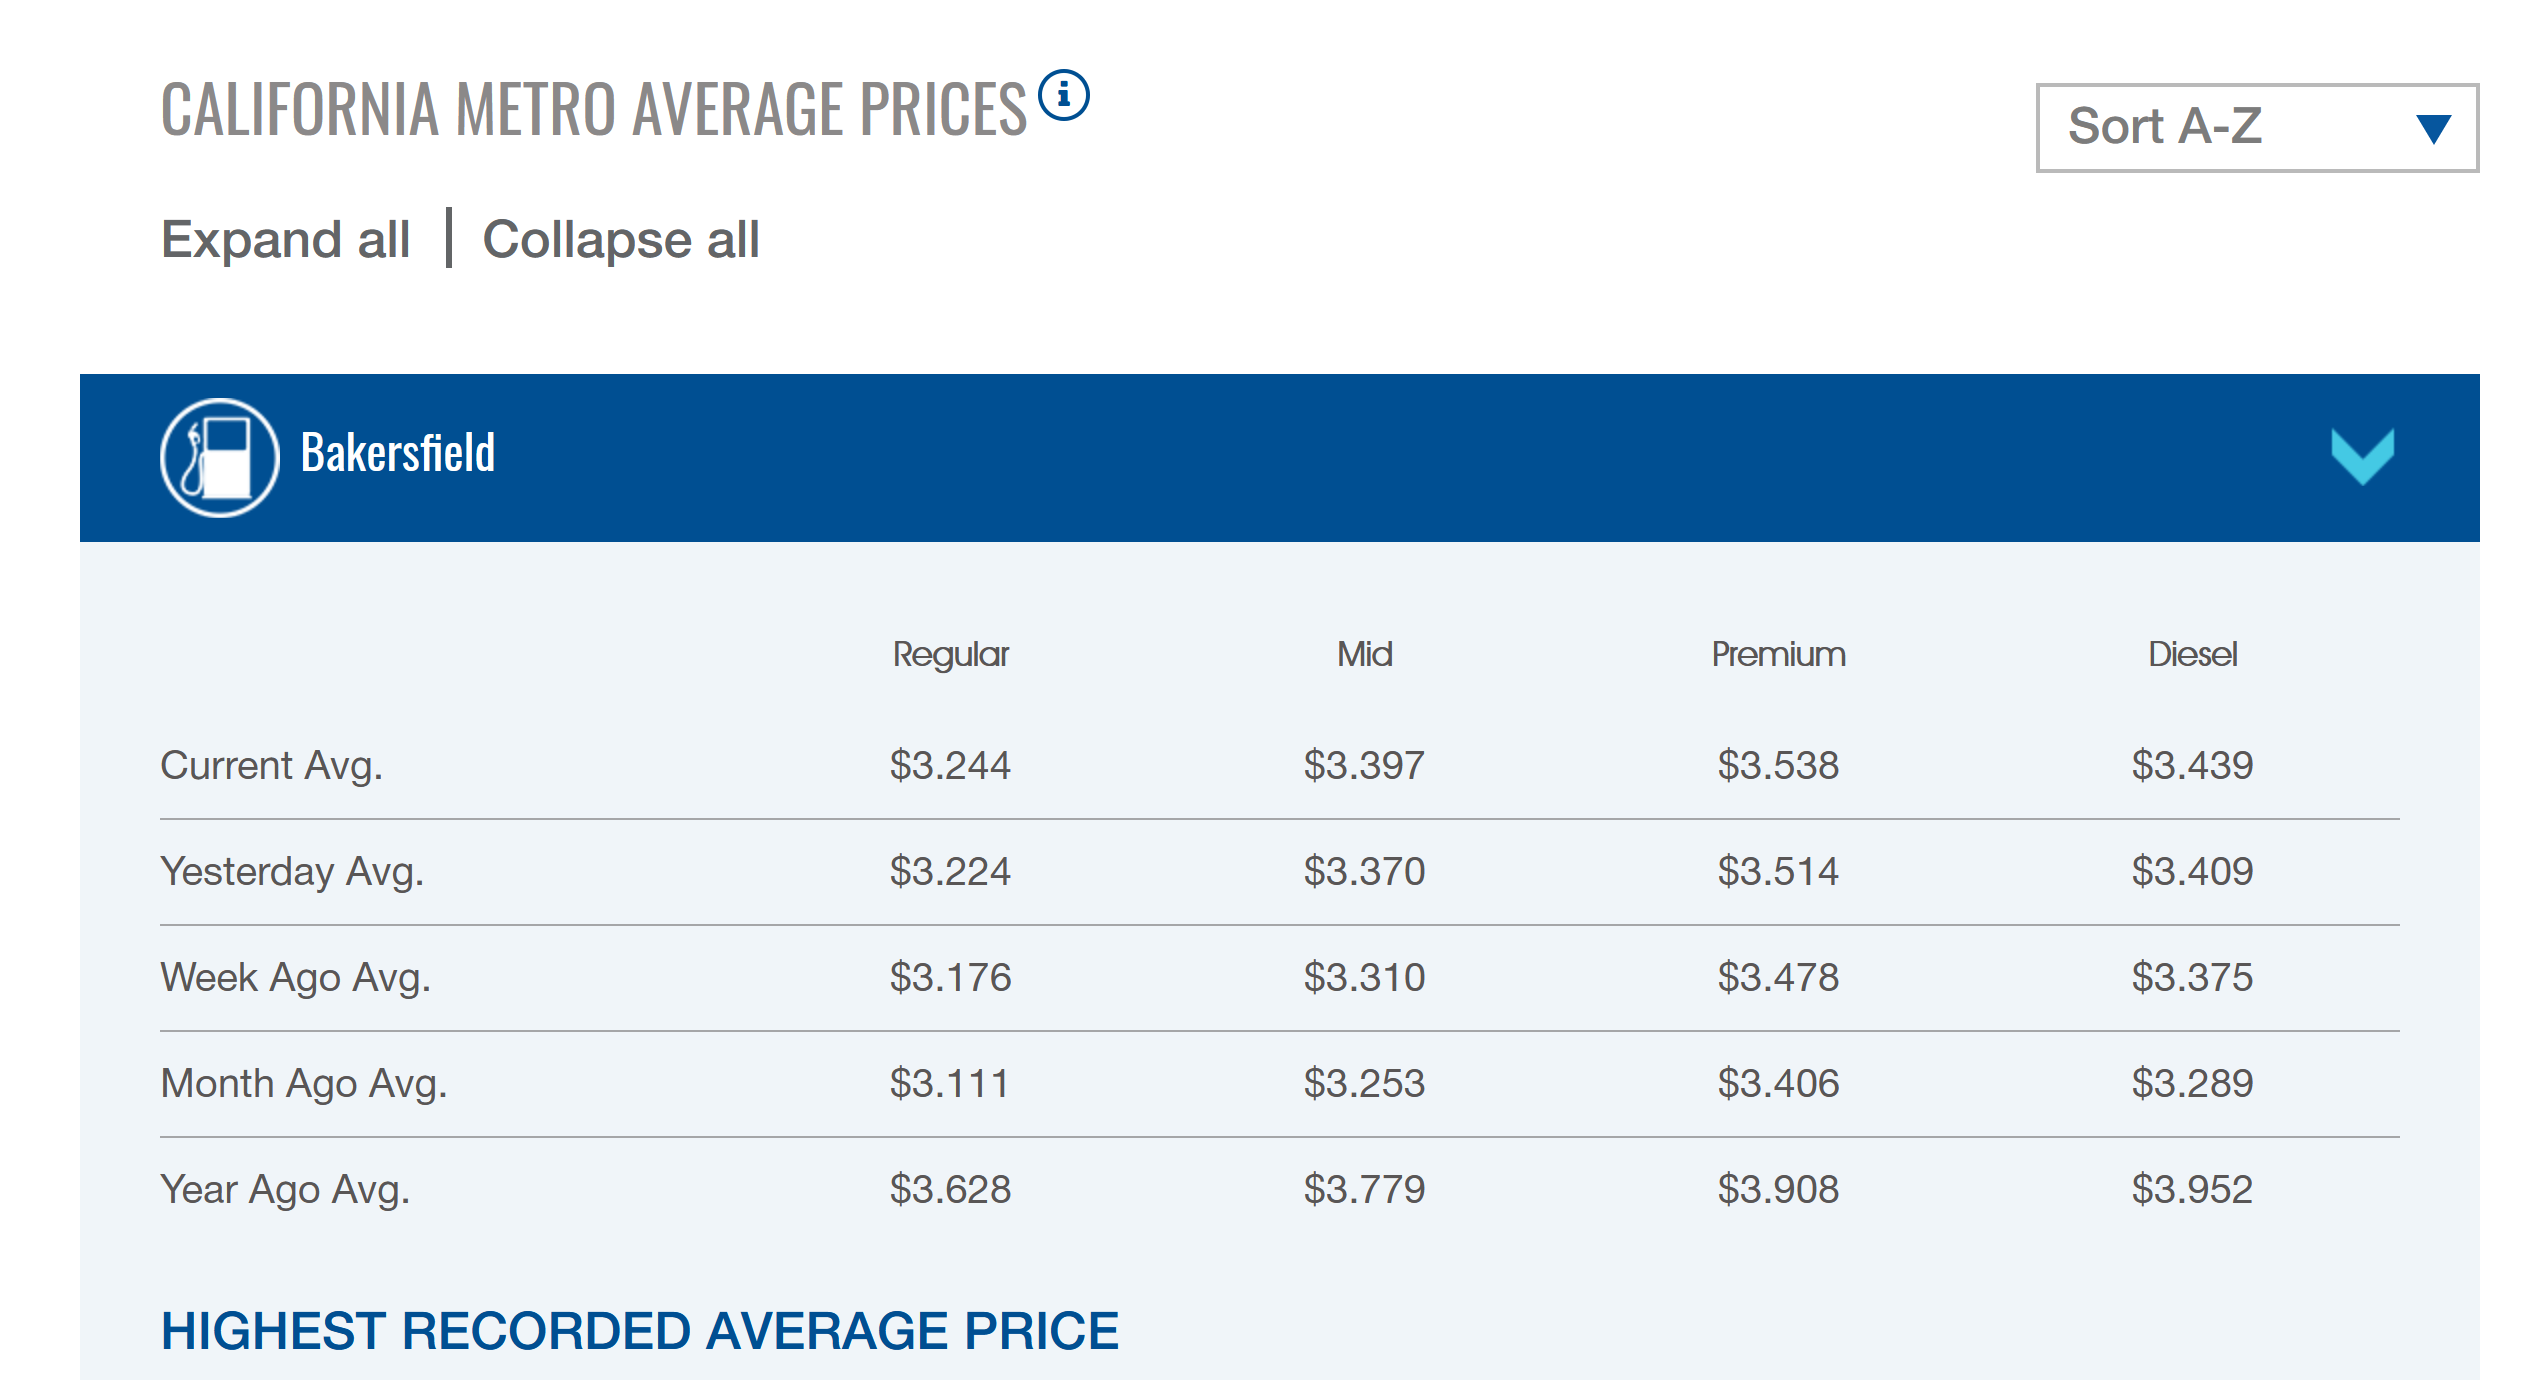 CALIFORNIA METRO AVERAGE PRICES i
Sort A-Z
Expand all | Collapse all
Bakersfield
Regular Mid Premium Diesel
Current Avg. $3.244 $3.397 $3.538 $3.439
Yesterday Avg. $3.224 $3.370 $3.514 $3.409
Week Ago Avg. $3.176 $3.310 $3.478 $3.375
Month Ago Avg. $3.111 $3.253 $3.406 $3.289
Year Ago Avg. $3.628 $3.779 $3.908 $3.952
HIGHEST RECORDED AVERAGE PRICE